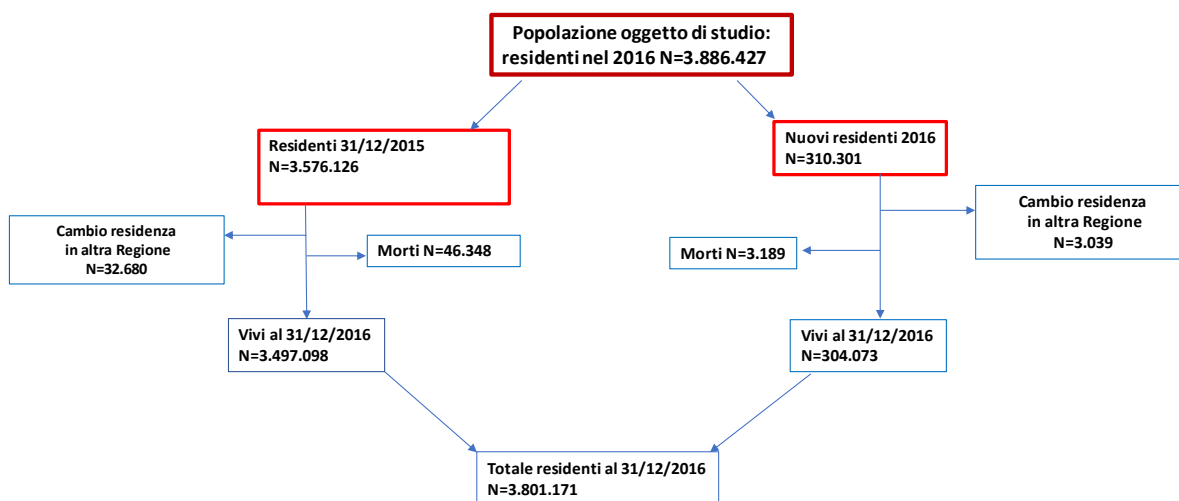 Popolazione oggetto di studio:
residenti nel 2016 N=3.886.427
Residenti 31/12/2015
N=3.576.126
Nuovi residenti 2016
N=310.301
Cambio residenza
in altra Regione
N=32.680
Morti N=46.348
Morti N=3.189
Cambio residenza
in altra Regione
N=3.039
Vivi al 31/12/2016
N=3.497.098
Vivi al 31/12/2016
N=304.073
Totale residenti al 31/12/2016
N=3.801.171